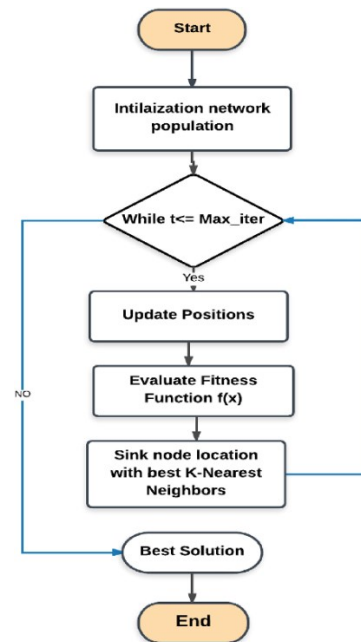 Start
Intilaization network
population
While t<= Max_iter
Yes
Update Positions
NO
Evaluate Fitness
Function f(x)
Sink node location
with best K-Nearest
Neighbors
Best Solution
End